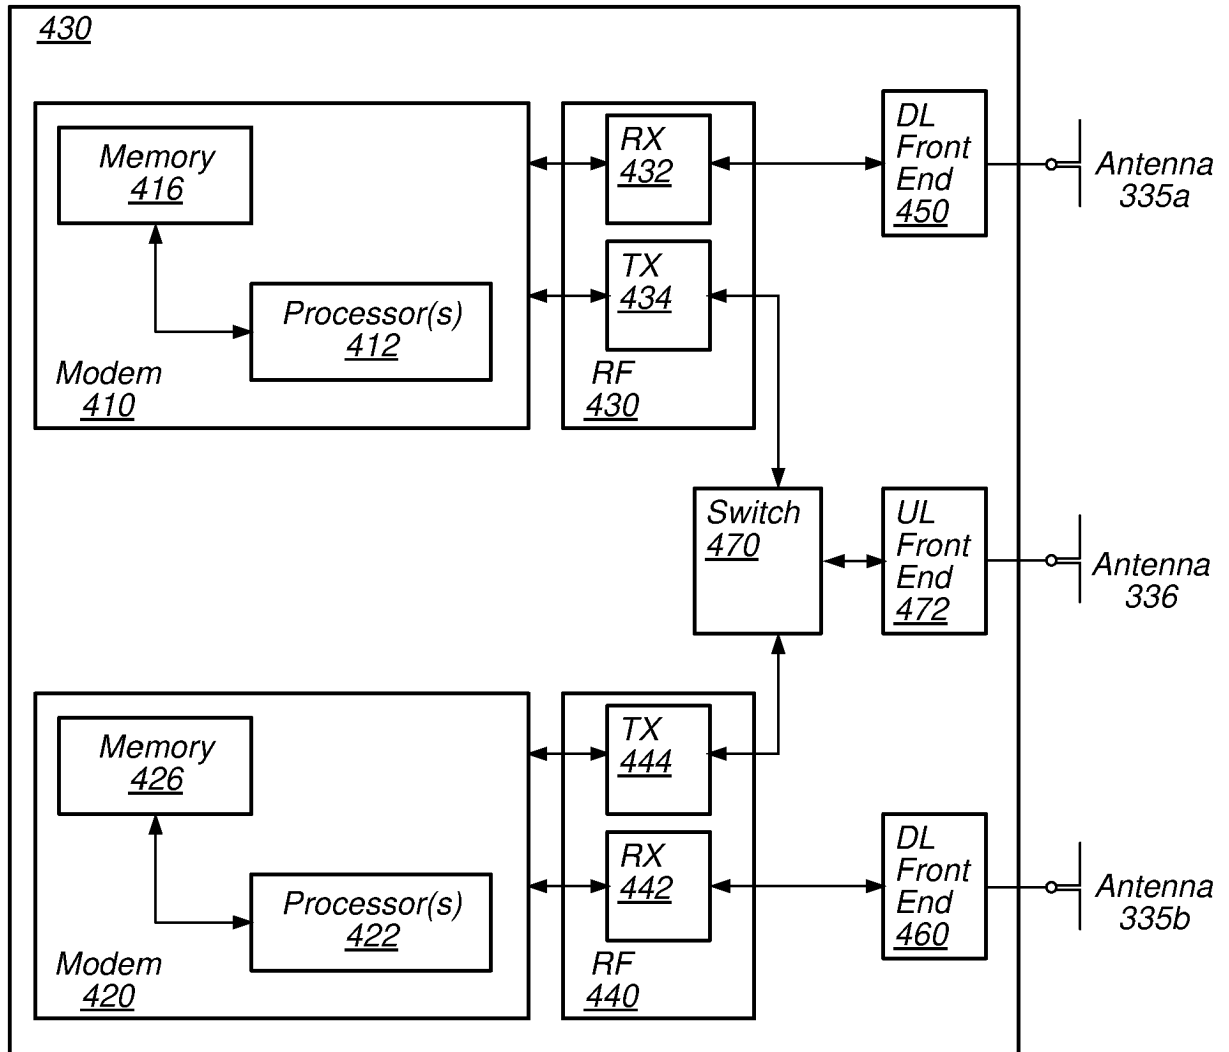 430
Memory
416
Processor(s)
412
Modem
410
RX
432
TX
434
RF
430
DL
Front
End
450
Antenna
335a
Switch
470
UL
Front
End
472
Antenna
336
Memory
426
Processor(s)
422
Modem
420
TX
444
RX
442
RF
440
DL
Front
End
460
Antenna
335b